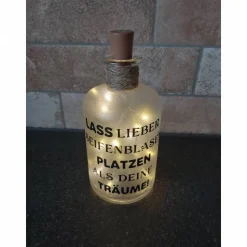 LASS LIEBER
SEIFENBLASEN
PLATZEN
ALS DEINE
TRÄUME!